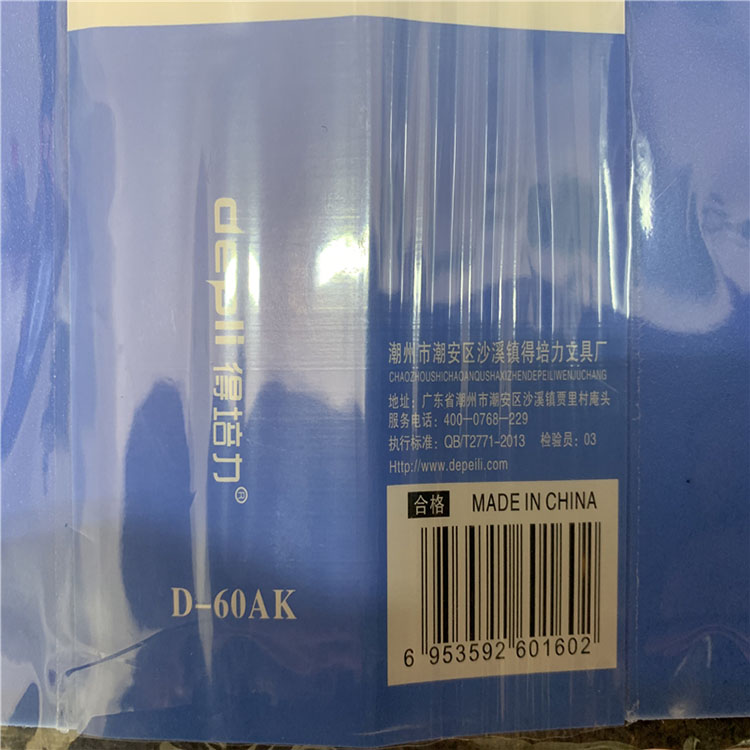 depli 得培力®
D-60AK
潮州市潮安区沙溪镇得培力文具厂
CHAOZHOUSHICHAOANQUSHAXIZHENDEPEILIWENJUCHANG
地址：广东省潮州市潮安区沙溪镇贾里村庵头
服务电话：400—0768—229
执行标准：QB/T2771-2013 检验员：03
Http://www.depeili.com
合格 MADE IN CHINA
6 953592 601602